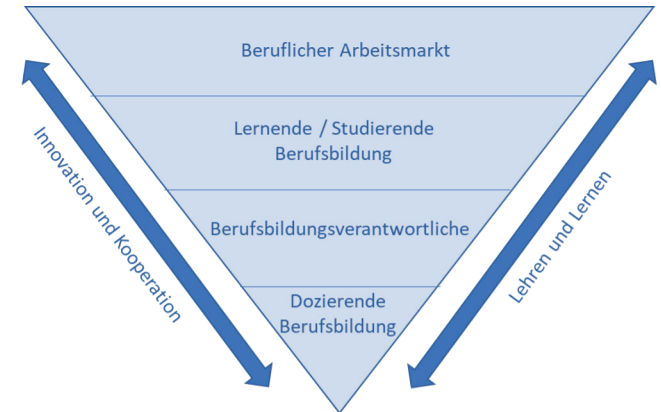 Beruflicher Arbeitsmarkt
Lernende / Studierende
Berufsbildung
Berufsbildungsverantwortliche
Dozierende
Berufsbildung
Innovation und Kooperation
Lehren und Lernen